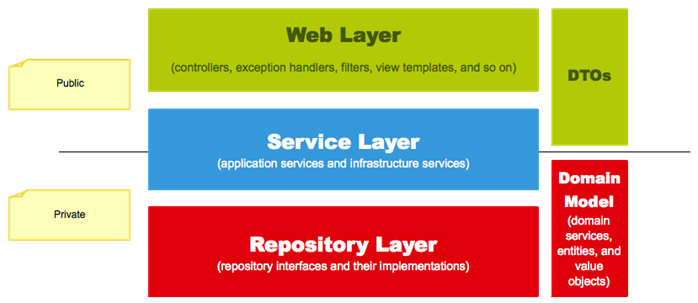 Web Layer
(controllers, exception handlers, filters, view templates, and so on)
DTOs
Public
Service Layer
(application services and infrastructure services)
Domain
Model
(domain
services,
entities, and
value
objects)
Private
Repository Layer
(repository interfaces and their implementations)